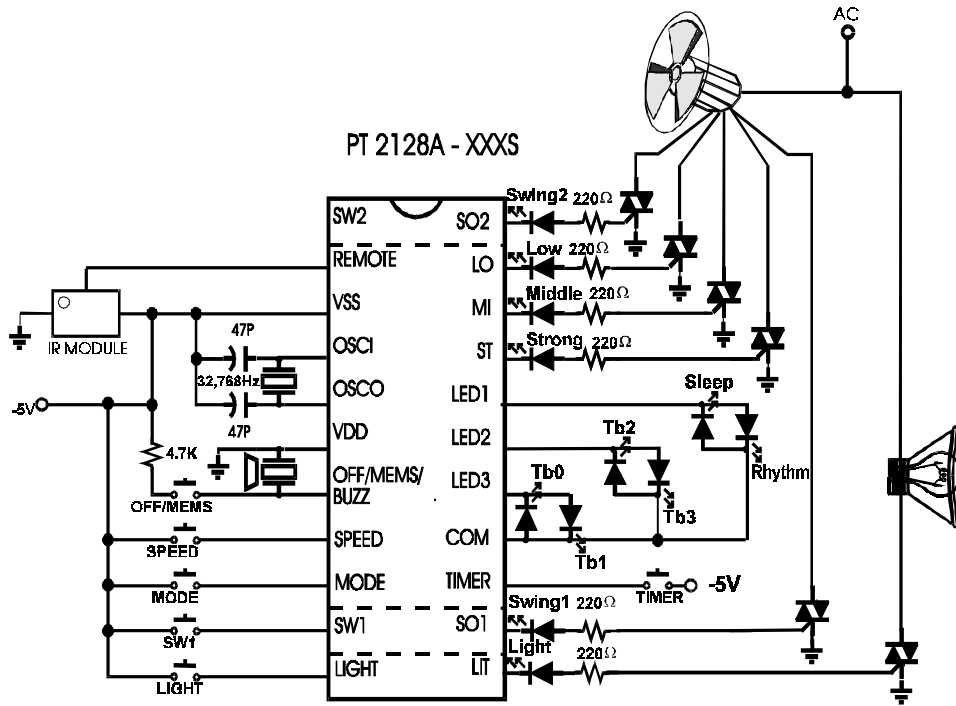 AC
PT 2128A - XXXS
SW2
REMOTE
VSS
OSCI
OSCO
VDD
OFF/MEMS/
BUZZ
SPEED
MODE
SW1
LIGHT
SO2
LO
MI
ST
LED1
LED2
LED3
COM
TIMER
SO1
LIT
IR MODULE
47P
32,768Hz
47P
-5V
4.7K
OFF/MEMS
SPEED
MODE
SW1
LIGHT
Swing2 220Ω
Low 220Ω
Middle 220Ω
Strong 220Ω
Sleep
Rhythm
Tb2
Tb3
Tb0
Tb1
TIMER
-5V
Swing1 220Ω
Light 220Ω